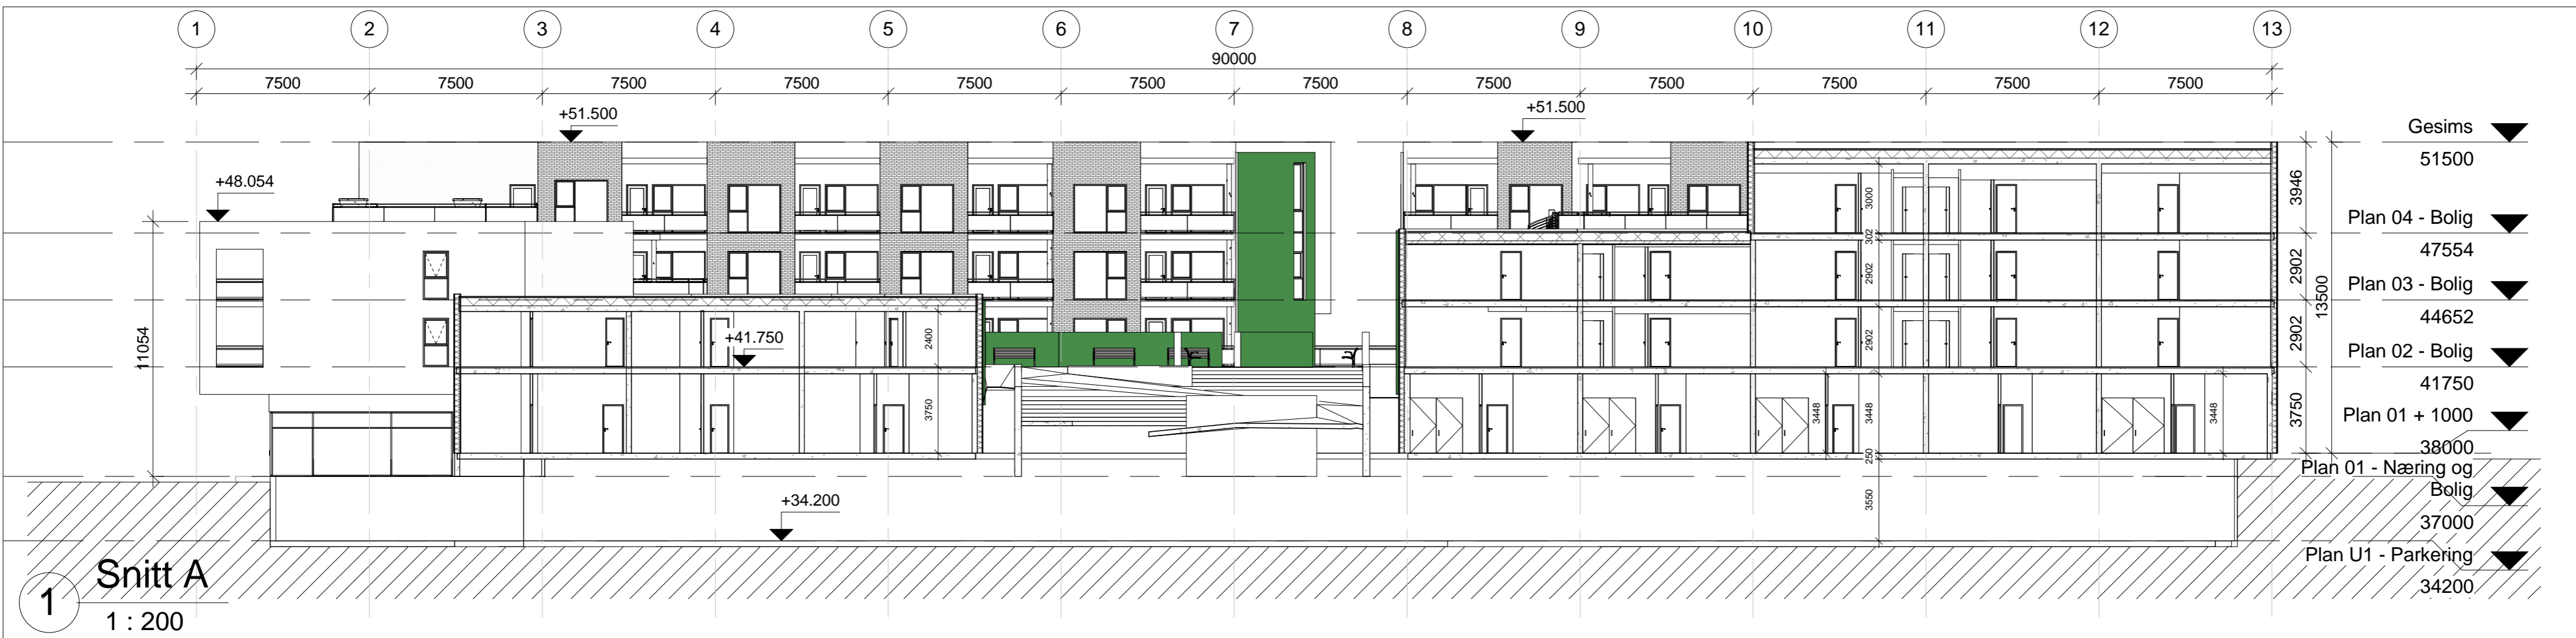 1 2 3 4 5 6 7 8 9 10 11 12 13
90000
7500 7500 7500 7500 7500 7500 7500 7500 7500 7500 7500 7500
+51.500 +51.500
+48.054
+41.750
+34.200
11054
2400
3750
3000
302
2902
2902
3448
3448
3448
250
3550
3946
2902
2902
3750
13500
Gesims
51500
Plan 04 - Bolig
47554
Plan 03 - Bolig
44652
Plan 02 - Bolig
41750
Plan 01 + 1000
38000
Plan 01 - Næring og
Bolig
37000
Plan U1 - Parkering
34200
1 Snitt A
1 : 200